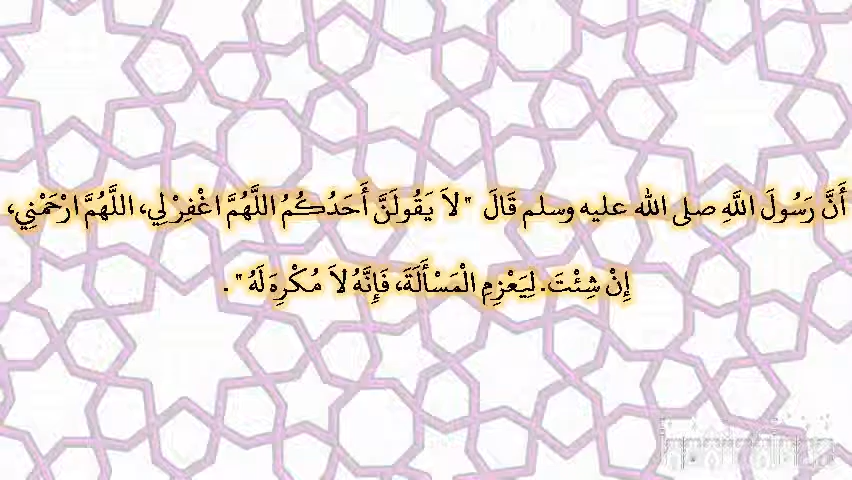 أَنَّ رَسُولَ اللَّهِ صلى الله عليه وسلم قَالَ " لاَ يَقُولَنَّ أَحَدُكُمُ اللَّهُمَّ اغْفِرْ لِي، اللَّهُمَّ ارْحَمْنِي،
إِنْ شِئْتَ. لِيَعْزِمِ الْمَسْأَلَةَ، فَإِنَّهُ لاَ مُكْرِهَ لَهُ " .